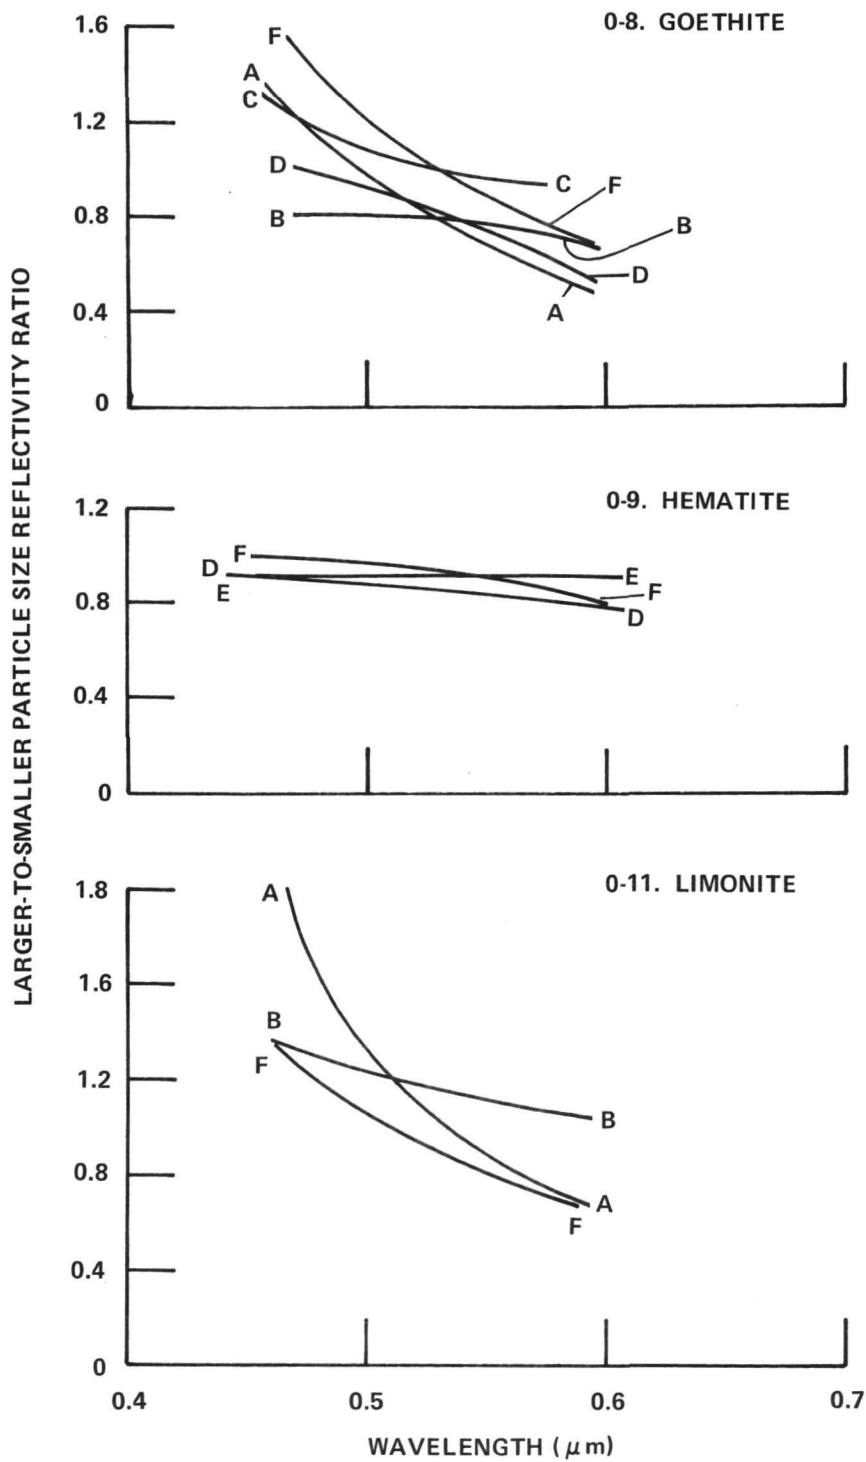 LARGER-TO-SMALLER PARTICLE SIZE REFLECTIVITY RATIO
0-8. GOETHITE
1.6
1.2
0.8
0.4
0
F
A
C
D
B
C
F
B
D
A
0-9. HEMATITE
1.2
0.8
0.4
0
F
D
E
E
F
D
0-11. LIMONITE
1.8
1.6
1.2
0.8
0.4
0
A
B
F
B
A
F
0.4 0.5 0.6 0.7
WAVELENGTH (μm)